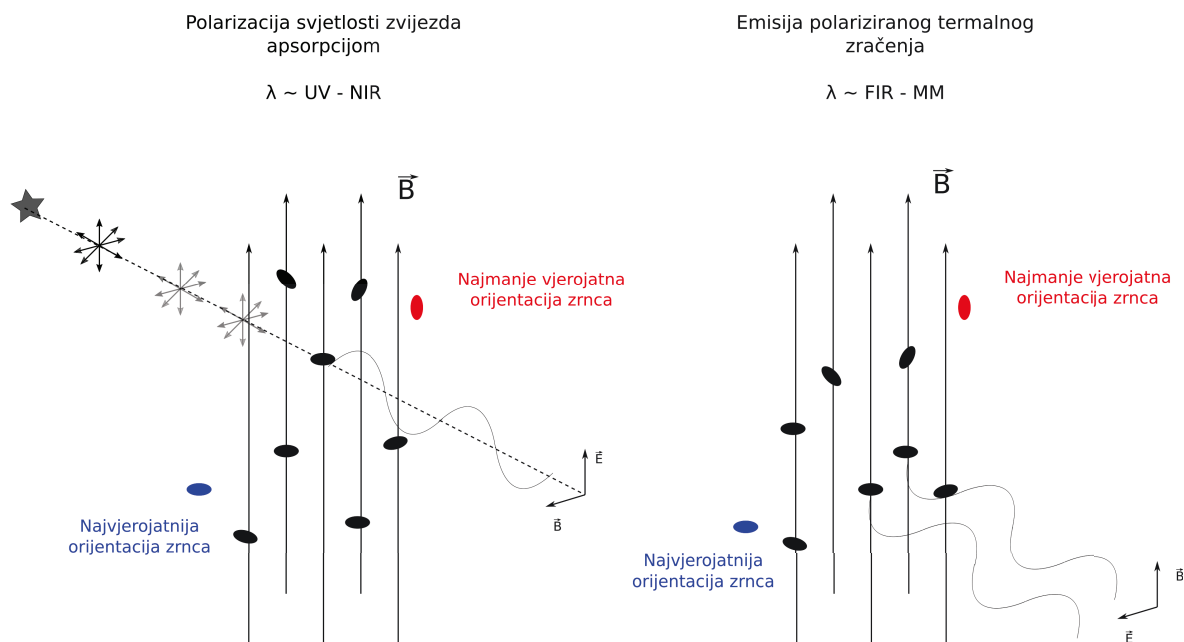 Polarizacija svjetlosti zvijezda
apsorpcijom
λ ~ UV - NIR
B
Najmanje vjerojatna
orijentacija zrnca
Najvjerojatnija
orijentacija zrnca
E
B
Emisija polariziranog termalnog
zračenja
λ ~ FIR - MM
B
Najmanje vjerojatna
orijentacija zrnca
Najvjerojatnija
orijentacija zrnca
B
E